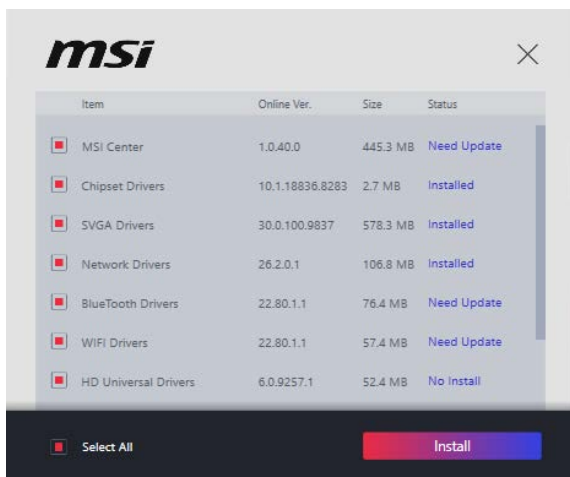 msi
Item Online Ver. Size Status
MSI Center 1.0.40.0 445.3 MB Need Update
Chipset Drivers 10.1.18836.8283 2.7 MB Installed
SVGA Drivers 30.0.100.9837 578.3 MB Installed
Network Drivers 26.2.0.1 106.8 MB Installed
BlueTooth Drivers 22.80.1.1 76.4 MB Need Update
WIFI Drivers 22.80.1.1 57.4 MB Need Update
HD Universal Drivers 6.0.9257.1 52.4 MB No Install
Select All Install